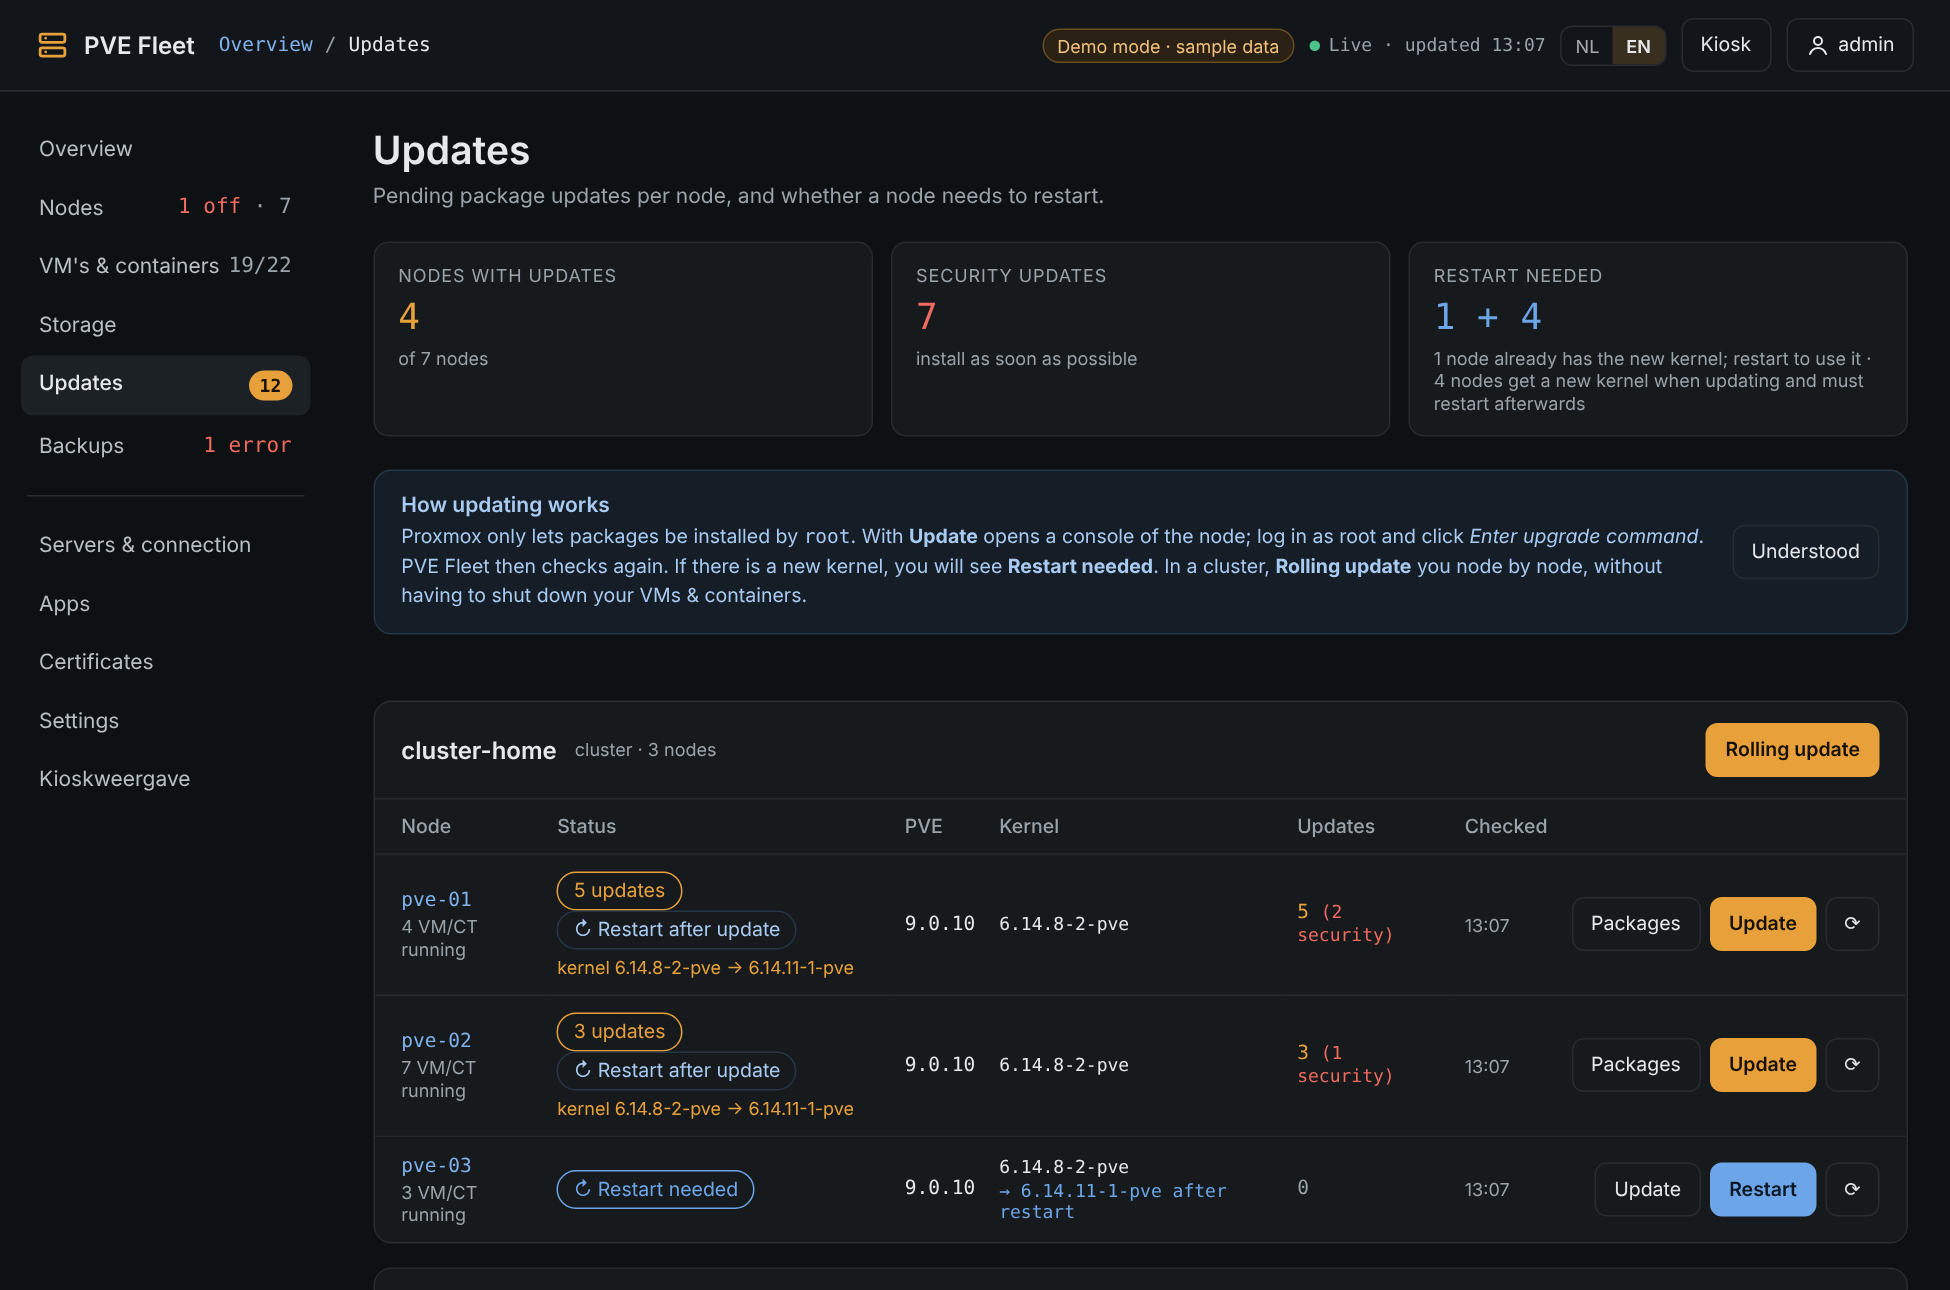 PVE Fleet
Overview / Updates
Demo mode · sample data
Live · updated 13:07
NL EN
Kiosk
admin
Overview
Nodes 1 off · 7
VM's & containers 19/22
Storage
Updates 12
Backups 1 error
Servers & connection
Apps
Certificates
Settings
Kioskweergave
Updates
Pending package updates per node, and whether a node needs to restart.
NODES WITH UPDATES
4
of 7 nodes
SECURITY UPDATES
7
install as soon as possible
RESTART NEEDED
1 + 4
1 node already has the new kernel; restart to use it ·
4 nodes get a new kernel when updating and must
restart afterwards
How updating works
Proxmox only lets packages be installed by root. With Update opens a console of the node; log in as root and click Enter upgrade command.
PVE Fleet then checks again. If there is a new kernel, you will see Restart needed. In a cluster, Rolling update you node by node, without
having to shut down your VMs & containers.
Understood
cluster-home cluster · 3 nodes
Rolling update
Node Status PVE Kernel Updates Checked
pve-01
4 VM/CT
running
5 updates
↻ Restart after update
kernel 6.14.8-2-pve → 6.14.11-1-pve
9.0.10
6.14.8-2-pve
5 (2
security)
13:07
Packages Update ⟳
pve-02
7 VM/CT
running
3 updates
↻ Restart after update
kernel 6.14.8-2-pve → 6.14.11-1-pve
9.0.10
6.14.8-2-pve
3 (1
security)
13:07
Packages Update ⟳
pve-03
3 VM/CT
running
↻ Restart needed
9.0.10
6.14.8-2-pve
→ 6.14.11-1-pve after
restart
0
13:07
Update Restart ⟳